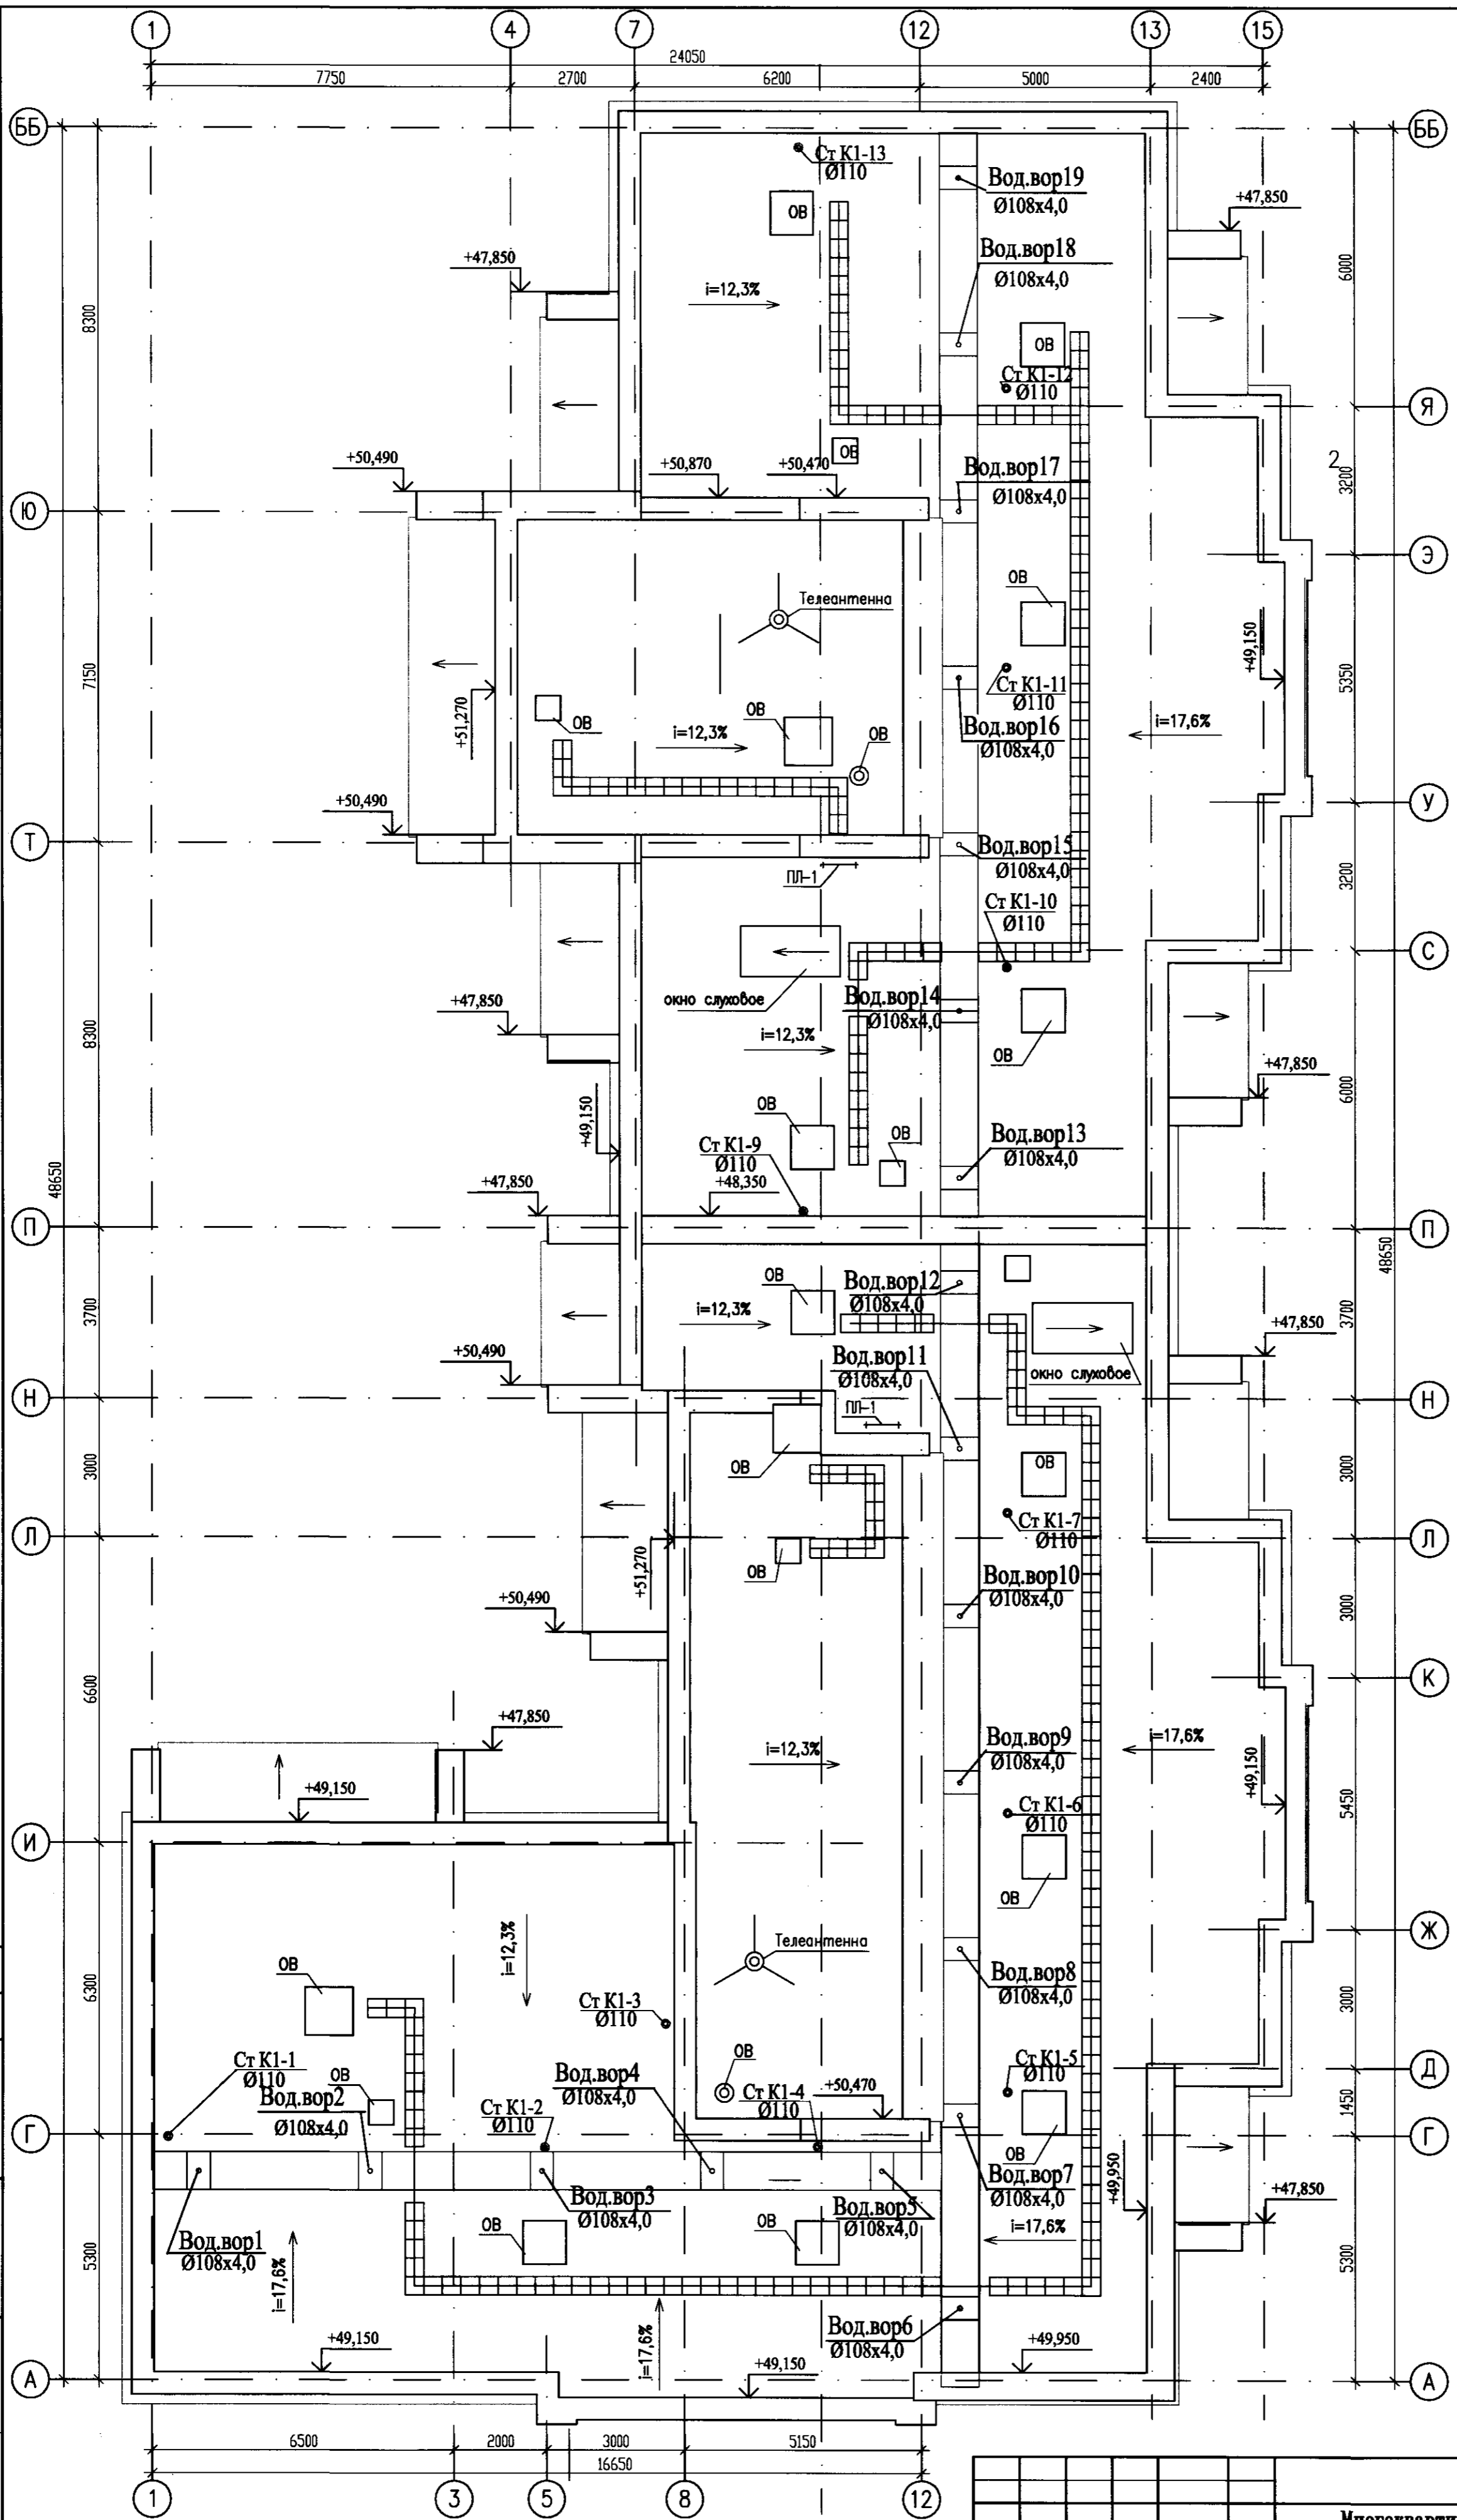 1
4
7
12
13
15
24050
7750
2700
6200
5000
2400
ББ
ББ
Ст К1-13
Ø110
Вод.вор19
Ø108х4,0
ОВ
+47,850
Вод.вор18
Ø108х4,0
+47,850
6000
i=12,3%
8300
ОВ
Ст К1-12
Ø110
Я
ОВ
+50,490
+50,870
+50,470
Вод.вор17
Ø108х4,0
2
3200
Ю
Э
ОВ
Телеантенна
+49,150
7150
5350
Ст К1-11
Ø110
ОВ
ОВ
+51,270
i=12,3%
ОВ
Вод.вор16
Ø108х4,0
i=17,6%
+50,490
У
Т
Вод.вор15
Ø108х4,0
ПЛ-1
3200
Ст К1-10
Ø110
С
окно слуховое
Вод.вор14
Ø108х4,0
+47,850
8300
i=12,3%
ОВ
+47,850
6000
+49,150
ОВ
ОВ
Ст К1-9
Ø110
Вод.вор13
Ø108х4,0
48650
+47,850
+48,350
П
П
48650
ОВ
Вод.вор12
Ø108х4,0
3700
i=12,3%
+47,850
3700
+50,490
Вод.вор11
Ø108х4,0
окно слуховое
Н
Н
ПЛ-1
ОВ
ОВ
3000
3000
Ст К1-7
Ø110
Л
Л
ОВ
+51,270
Вод.вор10
Ø108х4,0
+50,490
3000
6600
К
+47,850
Вод.вор9
Ø108х4,0
i=12,3%
i=17,6%
+49,150
+49,150
Ст К1-6
Ø110
5450
И
ОВ
i=12,3%
Телеантенна
Ж
ОВ
6300
Вод.вор8
Ø108х4,0
Ст К1-3
Ø110
3000
Ст К1-1
Ø110
ОВ
Вод.вор4
Ø108х4,0
ОВ
Ст К1-5
Ø110
Д
Вод.вор2
Ø108х4,0
Ст К1-2
Ø110
Ст К1-4
Ø110
+50,470
1450
Г
Г
ОВ
Вод.вор7
Ø108х4,0
+49,950
Вод.вор3
Ø108х4,0
Вод.вор5
Ø108х4,0
+47,850
Вод.вор1
Ø108х4,0
ОВ
ОВ
i=17,6%
5300
i=17,6%
5300
Вод.вор6
Ø108х4,0
+49,150
i=17,6%
+49,150
+49,950
А
А
6500
2000
3000
5150
16650
1
3
5
8
12